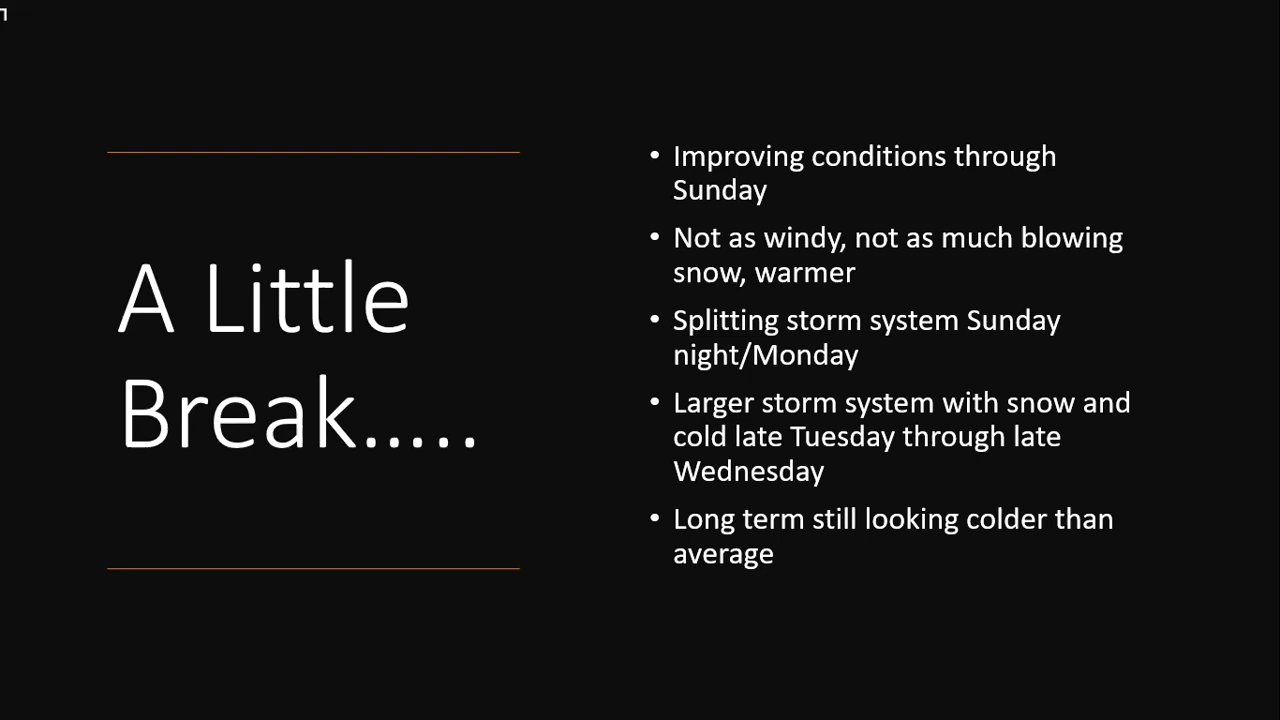 A Little
Break.....
• Improving conditions through
Sunday
• Not as windy, not as much blowing
snow, warmer
• Splitting storm system Sunday
night/Monday
• Larger storm system with snow and
cold late Tuesday through late
Wednesday
• Long term still looking colder than
average